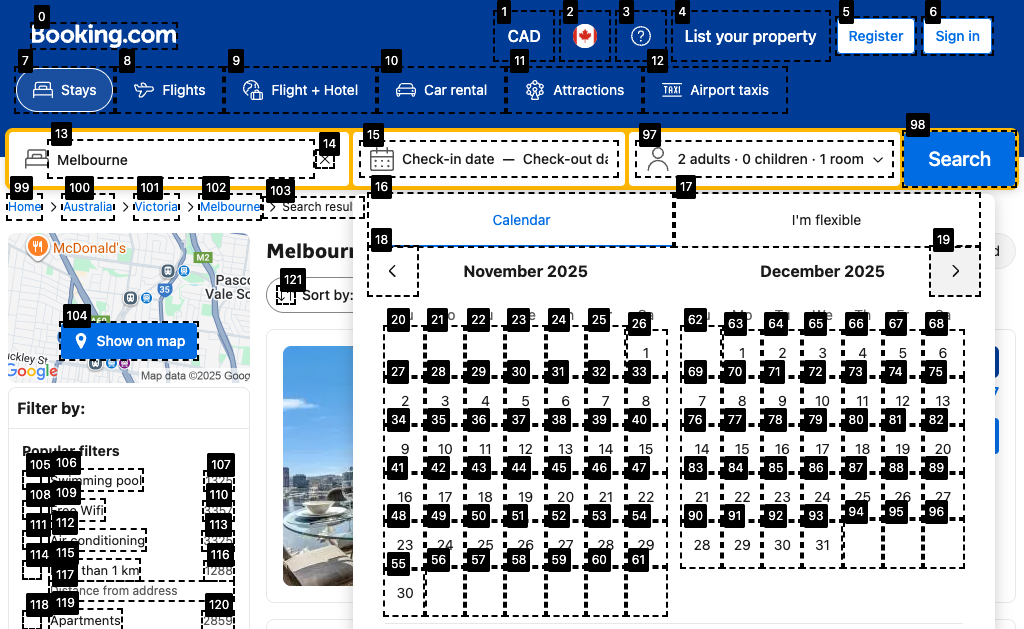 Booking.com
CAD
List your property
Register
Sign in
Stays
Flights
Flight + Hotel
Car rental
Attractions
Airport taxis
Melbourne
Check-in date — Check-out da
2 adults · 0 children · 1 room
Search
Home > Australia > Victoria > Melbourne > Search resul
Calendar
I'm flexible
McDonald's
M2
35
Pasco
Vale So
Show on map
uckley St
Google
Map data ©2025 Goog
Melbourn
Sort by:
November 2025
1
2 3 4 5 6 7 8
9 10 11 12 13 14 15
16 17 18 19 20 21 22
23 24 25 26 27 28 29
30
December 2025
1 2 3 4 5 6
7 8 9 10 11 12 13
14 15 16 17 18 19 20
21 22 23 24 25 26 27
28 29 30 31
Filter by:
Popular filters
Swimming pool
Free Wifi
Air conditioning
3325
than 1 km
1288
Distance from address
Apartments
2859
0
1
2
3
4
5
6
7
8
9
10
11
12
13
14
15
97
98
99
100
101
102
103
16
17
18
19
104
121
20 21 22 23 24 25 26
27 28 29 30 31 32 33
34 35 36 37 38 39 40
41 42 43 44 45 46 47
48 49 50 51 52 53 54
55 56 57 58 59 60 61
62 63 64 65 66 67 68
69 70 71 72 73 74 75
76 77 78 79 80 81 82
83 84 85 86 87 88 89
90 91 92 93 94 95 96
105 106 107
108 109 110
111 112 113
114 115 116
117
118 119 120